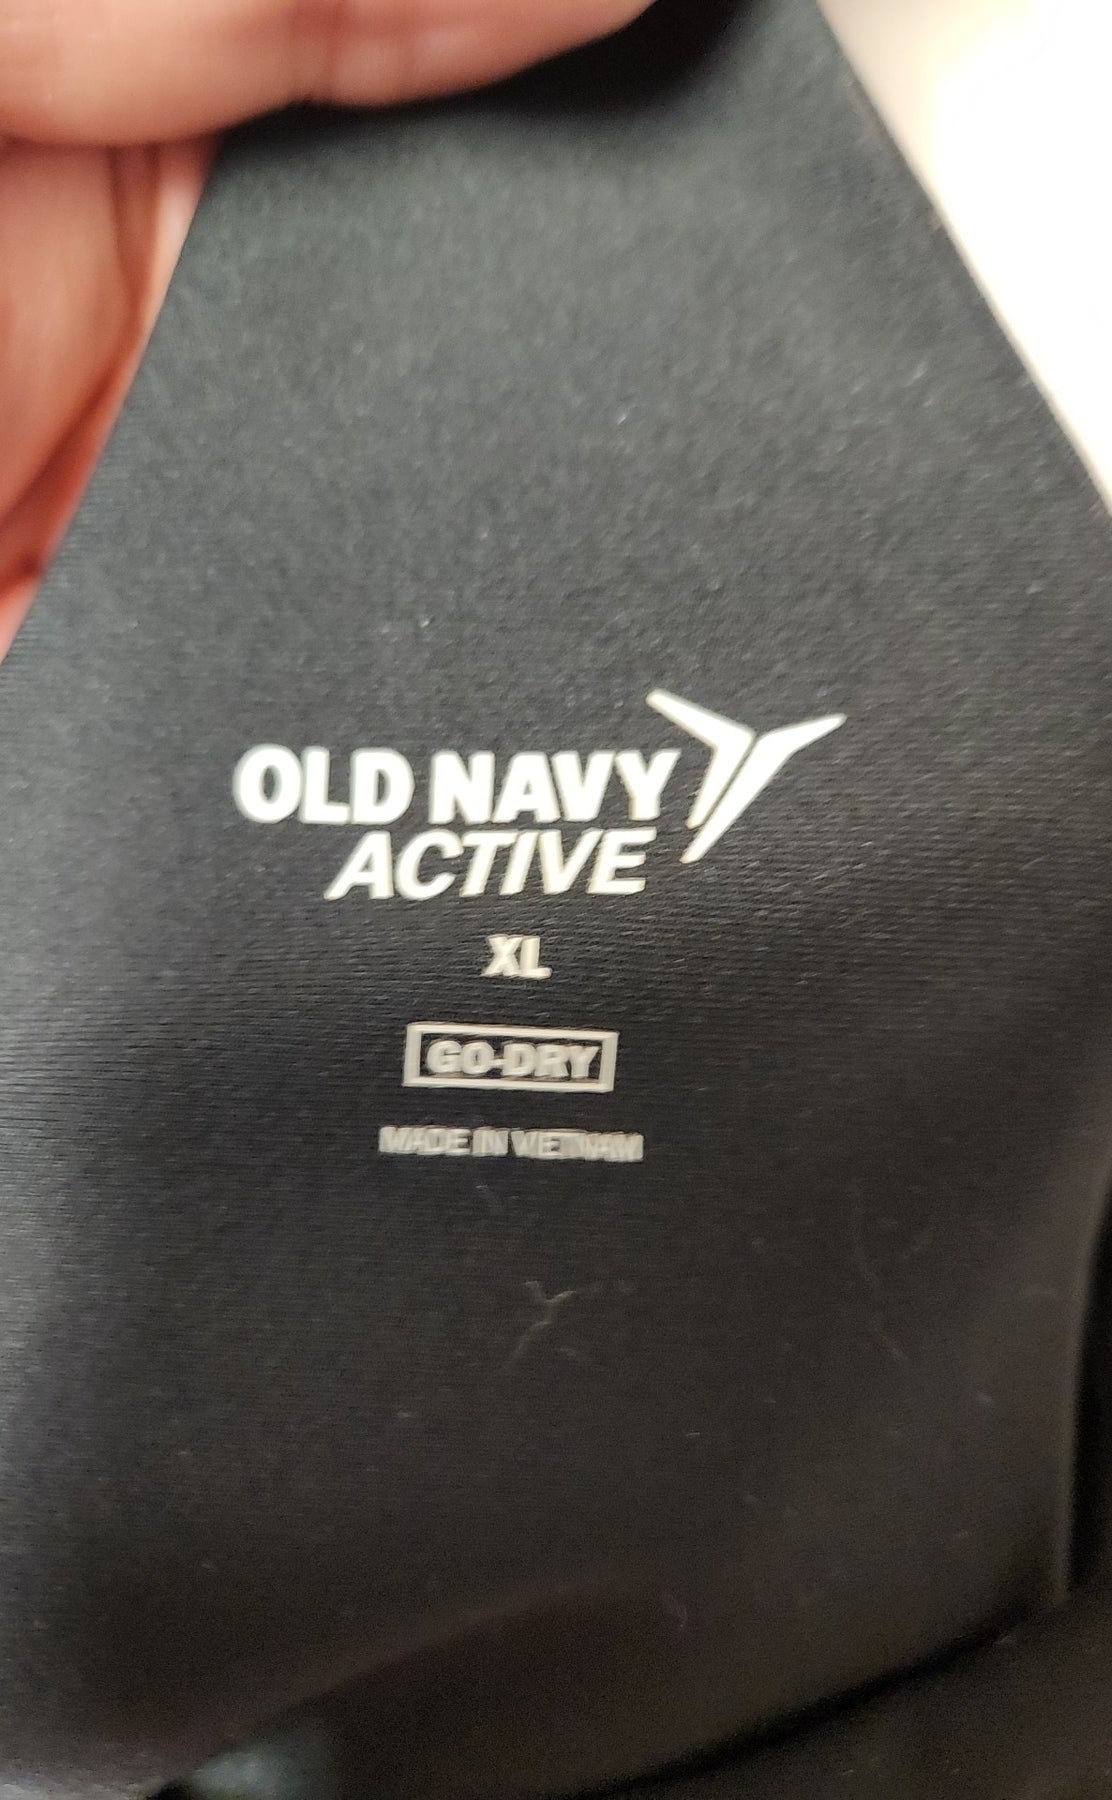 OLD NAVY
ACTIVE
XL
GO-DRY
MADE IN VIETNAM